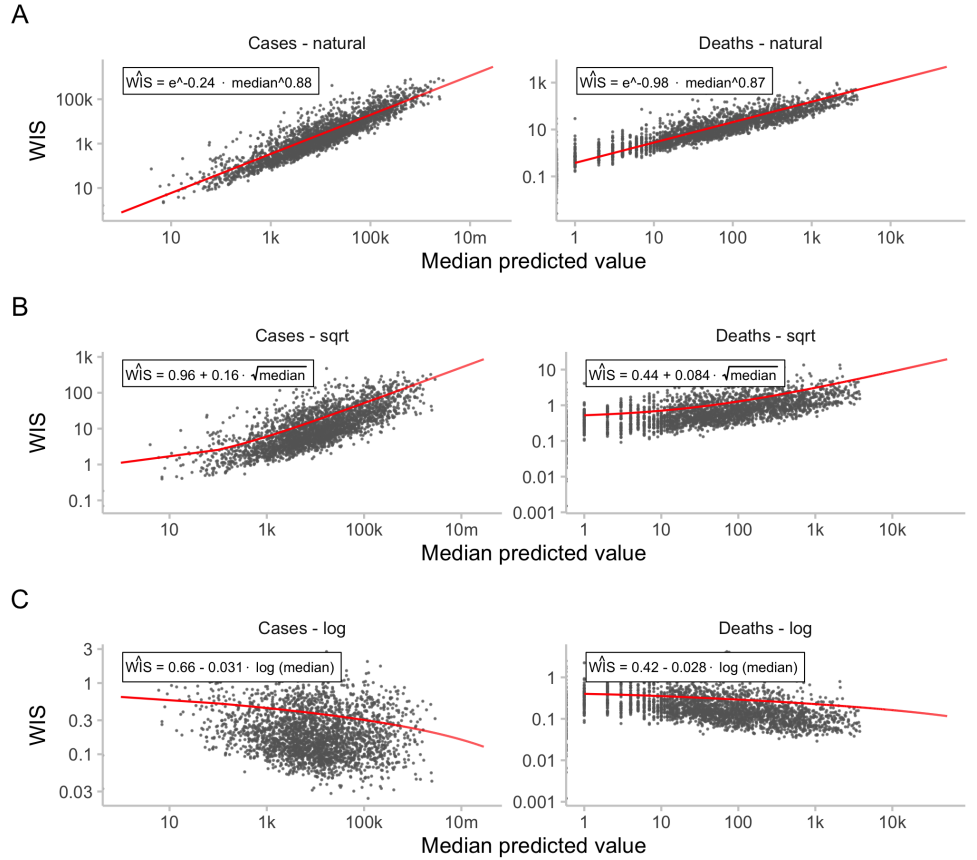 A
Cases - natural
Deaths - natural
WIS^ = e^-0.24 · median^0.88
WIS^ = e^-0.98 · median^0.87
WIS
100k
1k
10
1k
10
0.1
10 1k 100k 10m
1 10 100 1k 10k
Median predicted value
B
Cases - sqrt
Deaths - sqrt
WIS^ = 0.96 + 0.16 · √median
WIS^ = 0.44 + 0.084 · √median
WIS
1k
100
10
1
0.1
10
1
0.1
0.01
0.001
10 1k 100k 10m
1 10 100 1k 10k
Median predicted value
C
Cases - log
Deaths - log
WIS^ = 0.66 - 0.031 · log (median)
WIS^ = 0.42 - 0.028 · log (median)
WIS
3
1
0.3
0.1
0.03
1
0.1
0.01
0.001
10 1k 100k 10m
1 10 100 1k 10k
Median predicted value